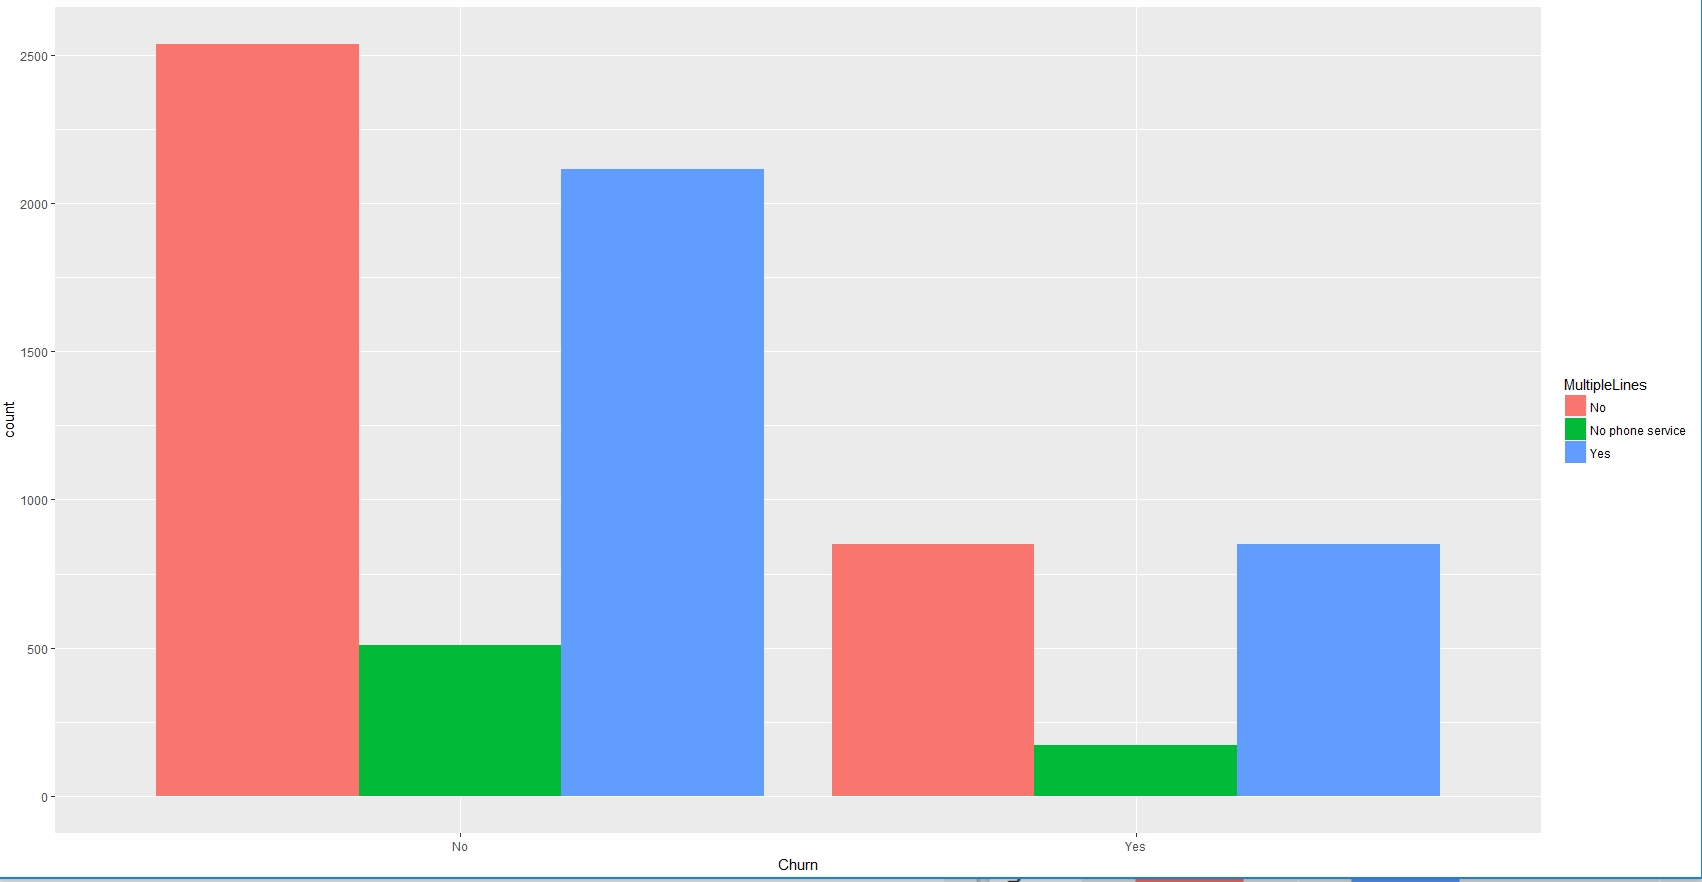 2500
2000
1500
1000
500
0
count
No
Yes
Churn
MultipleLines
No
No phone service
Yes